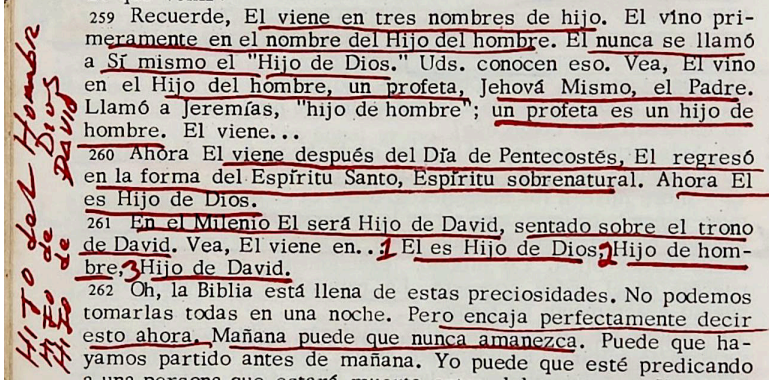 259 Recuerde, El viene en tres nombres de hijo. El vino pri-
meramente en el nombre del Hijo del hombre. El nunca se llamó
a Sí mismo el "Hijo de Dios." Uds. conocen eso. Vea, El vino
en el Hijo del hombre, un profeta, Jehová Mismo, el Padre.
Llamó a Jeremías, "hijo de hombre"; un profeta es un hijo de
hombre. El viene...
260 Ahora El viene después del Día de Pentecostés, El regresó
en la forma del Espíritu Santo, Espíritu sobrenatural. Ahora El
es Hijo de Dios.
261 En el Milenio El será Hijo de David, sentado sobre el trono
de David. Vea, El viene en... 1 El es Hijo de Dios; 2 Hijo de hom-
bre; 3 Hijo de David.
262 Oh, la Biblia está llena de estas preciosidades. No podemos
tomarlas todas en una noche. Pero encaja perfectamente decir
esto ahora. Mañana puede que nunca amanezca. Puede que ha-
yamos partido antes de mañana. Yo puede que esté predicando
a una persona que estará
HIJO del Hombre
HIJO de DIOS
HIJO de DAVID